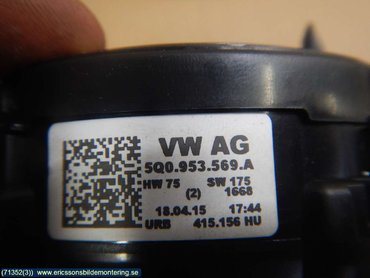 VW AG
5Q0.953.569.A
HW 75 SW 175
(2) 1668
18.04.15 17:44
URB 415.156 HU
(71352(3)) www.ericssonsbildemontering.se